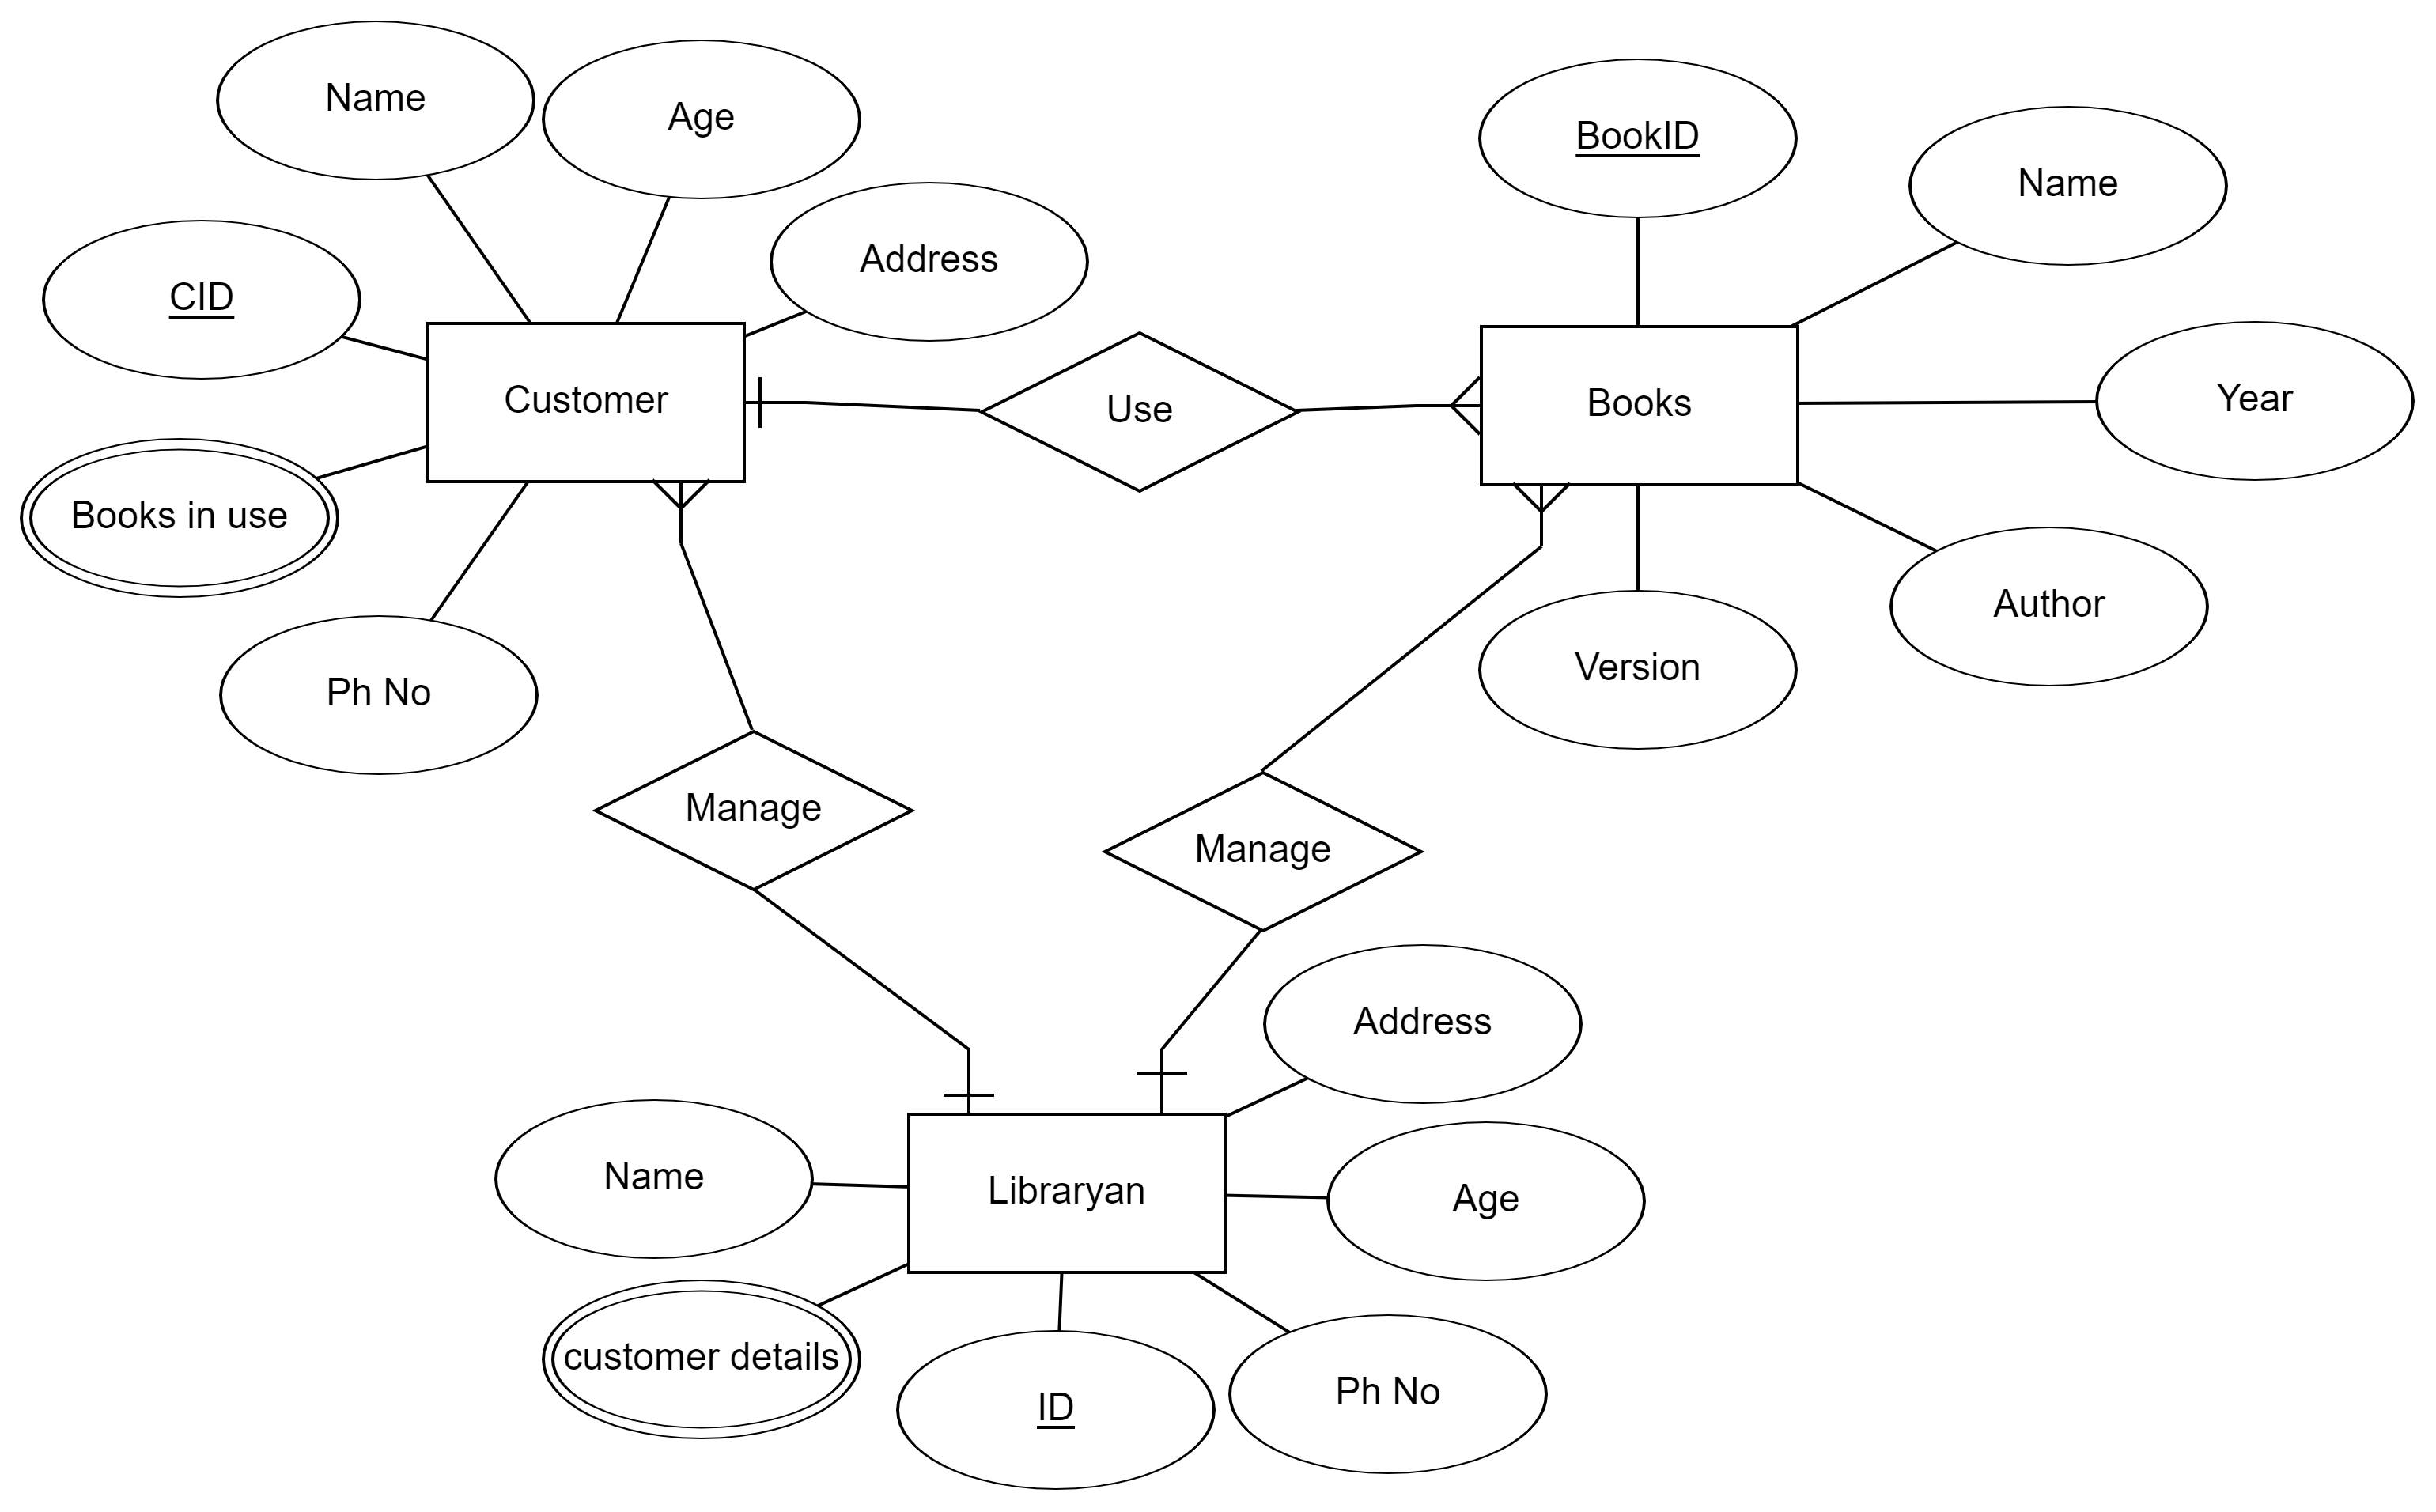 Name
Age
BookID
Name
Address
CID
Customer
Use
Books
Year
Books in use
Author
Version
Ph No
Manage
Manage
Address
Name
Libraryan
Age
customer details
ID
Ph No